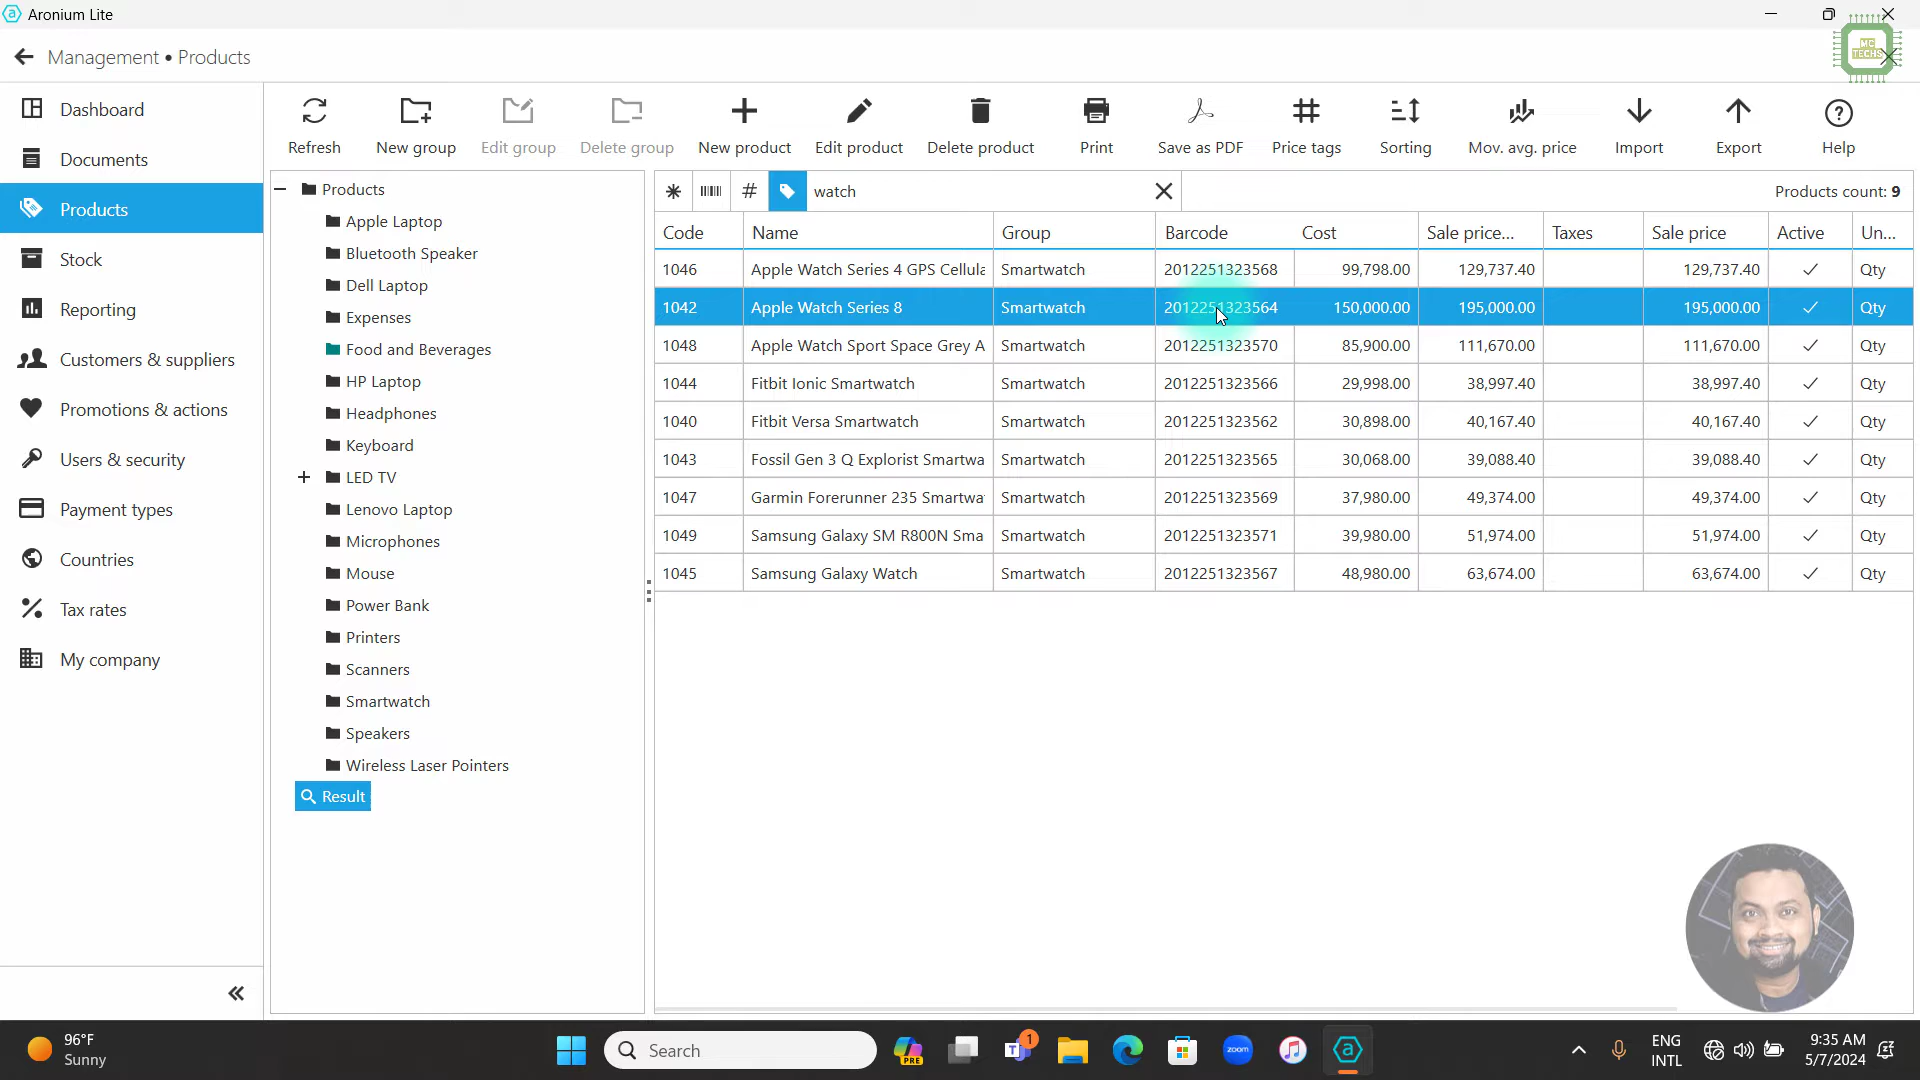 Aronium Lite
Management • Products
MC
TECHS
Dashboard
Documents
Products
Stock
Reporting
Customers & suppliers
Promotions & actions
Users & security
Payment types
Countries
Tax rates
My company
Refresh New group Edit group Delete group New product Edit product Delete product Print Save as PDF Price tags Sorting Mov. avg. price Import Export Help
Products
Apple Laptop
Bluetooth Speaker
Dell Laptop
Expenses
Food and Beverages
HP Laptop
Headphones
Keyboard
LED TV
Lenovo Laptop
Microphones
Mouse
Power Bank
Printers
Scanners
Smartwatch
Speakers
Wireless Laser Pointers
Result
# watch Products count: 9
Code Name Group Barcode Cost Sale price... Taxes Sale price Active Un...
1046 Apple Watch Series 4 GPS Cellula Smartwatch 2012251323568 99,798.00 129,737.40 129,737.40 Qty
1042 Apple Watch Series 8 Smartwatch 2012251323564 150,000.00 195,000.00 195,000.00 Qty
1048 Apple Watch Sport Space Grey A Smartwatch 2012251323570 85,900.00 111,670.00 111,670.00 Qty
1044 Fitbit Ionic Smartwatch Smartwatch 2012251323566 29,998.00 38,997.40 38,997.40 Qty
1040 Fitbit Versa Smartwatch Smartwatch 2012251323562 30,898.00 40,167.40 40,167.40 Qty
1043 Fossil Gen 3 Q Explorist Smartwa Smartwatch 2012251323565 30,068.00 39,088.40 39,088.40 Qty
1047 Garmin Forerunner 235 Smartwa Smartwatch 2012251323569 37,980.00 49,374.00 49,374.00 Qty
1049 Samsung Galaxy SM R800N Sma Smartwatch 2012251323571 39,980.00 51,974.00 51,974.00 Qty
1045 Samsung Galaxy Watch Smartwatch 2012251323567 48,980.00 63,674.00 63,674.00 Qty
96°F
Sunny
Search
PRE
1
zoom
ENG
INTL
9:35 AM
5/7/2024